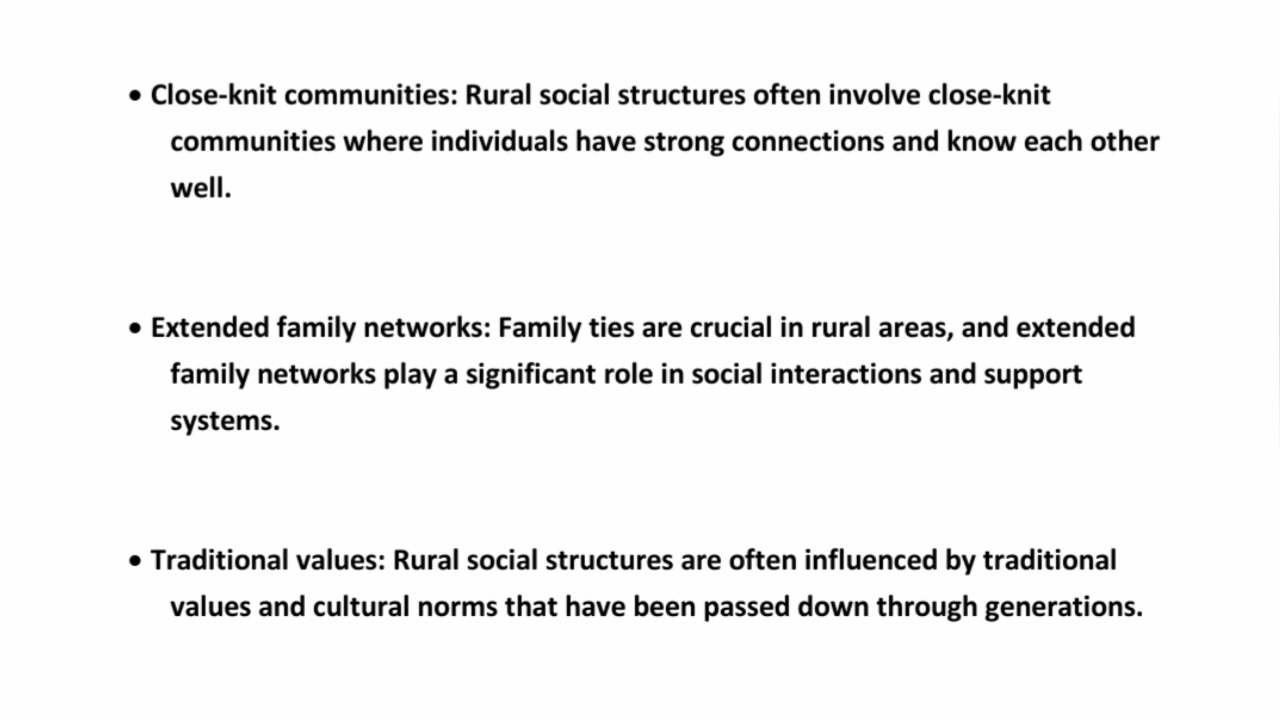 • Close-knit communities: Rural social structures often involve close-knit
communities where individuals have strong connections and know each other
well.
• Extended family networks: Family ties are crucial in rural areas, and extended
family networks play a significant role in social interactions and support
systems.
• Traditional values: Rural social structures are often influenced by traditional
values and cultural norms that have been passed down through generations.